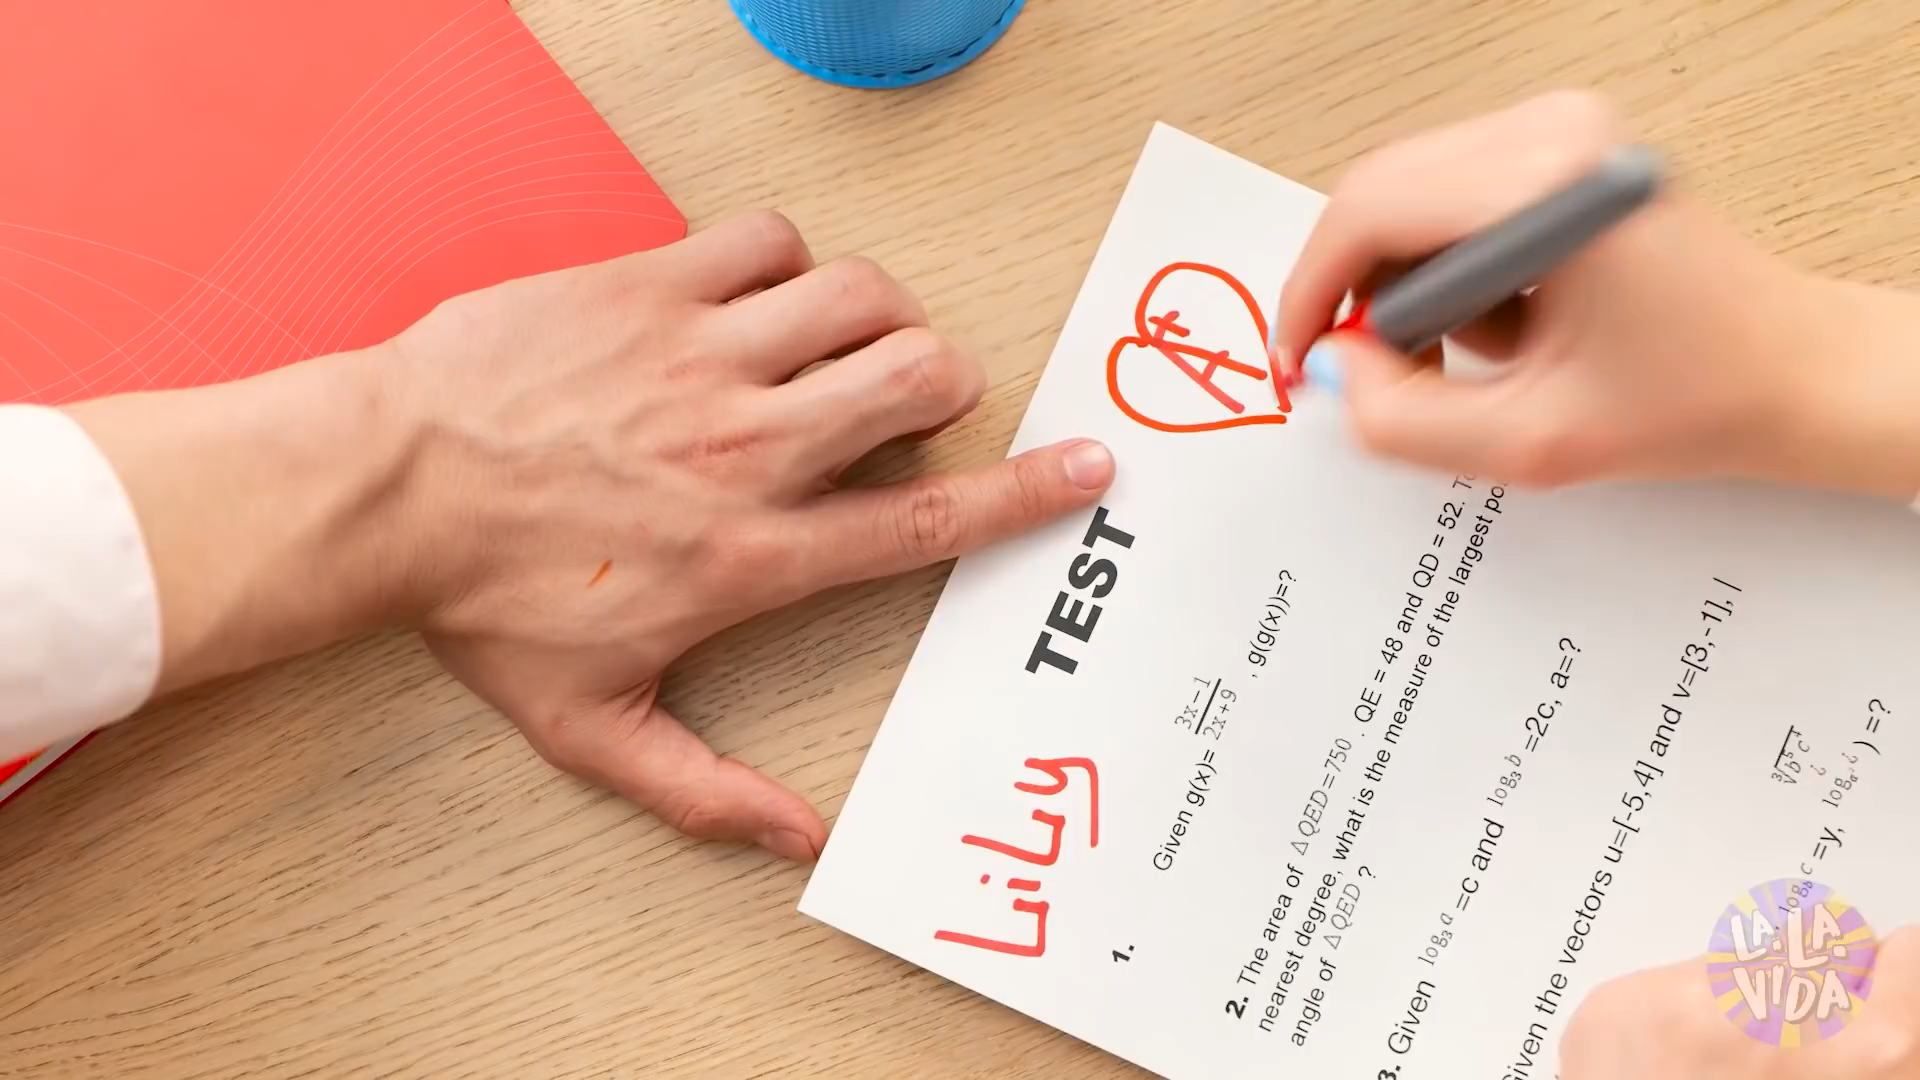 LiLy TEST A+
1. Given g(x)= \frac{3x-1}{2x+9} , g(g(x))=?
2. The area of △QED=750 . QE = 48 and QD = 52. To
nearest degree, what is the measure of the largest po
angle of △QED ?
3. Given log₃ a =c and log₃ b =2c, a=?
Given the vectors u=[-5,4] and v=[3,-1], |
=y, ) =?
LA.LA.
VIDA